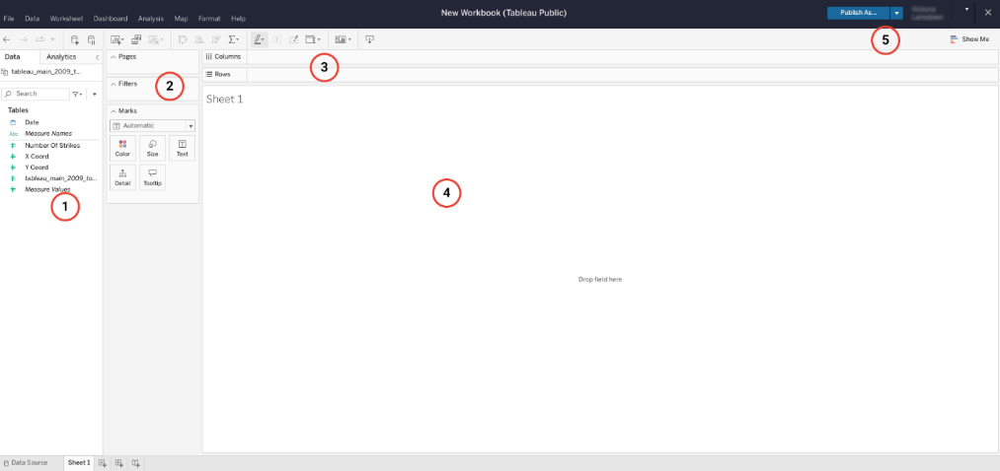 New Workbook (Tableau Public)
Publish As...
File Data Worksheet Dashboard Analysis Map Format Help
5
Show Me
Data Analytics
Pages
Columns
3
Rows
tableau_main_2009_t...
Filters
2
Search
Sheet 1
Tables
Marks
Date
Automatic
Abc Measure Names
Number Of Strikes
X Coord
Color Size Text
Y Coord
tableau_main_2009_to...
Detail Tooltip
Measure Values
1
4
Drop field here
Data Source Sheet 1